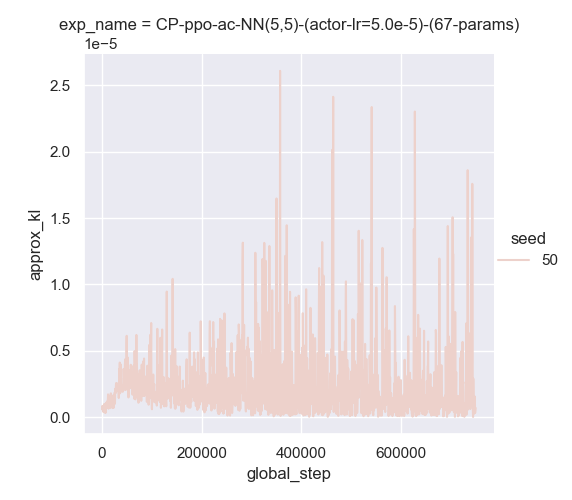 exp_name = CP-ppo-ac-NN(5,5)-(actor-lr=5.0e-5)-(67-params)
1e−5
2.5
2.0
1.5
1.0
0.5
0.0
approx_kl
0
200000
400000
600000
global_step
seed
50